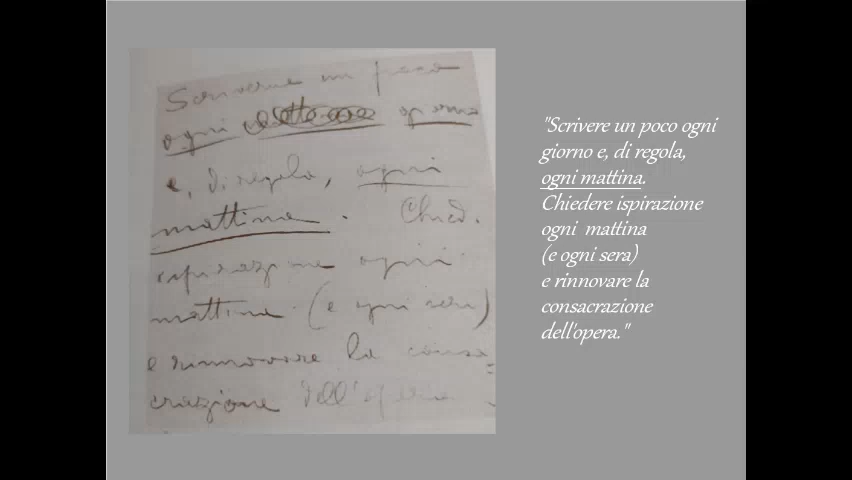 Scrivere un poco
ogni giorno
e, di regola, ogni
mattina. Chied.
ispirazione ogni
mattina (e ogni sera)
e rinnovare la consa=
crazione dell'opera.
"Scrivere un poco ogni
giorno e, di regola,
ogni mattina.
Chiedere ispirazione
ogni mattina
(e ogni sera)
e rinnovare la
consacrazione
dell'opera."